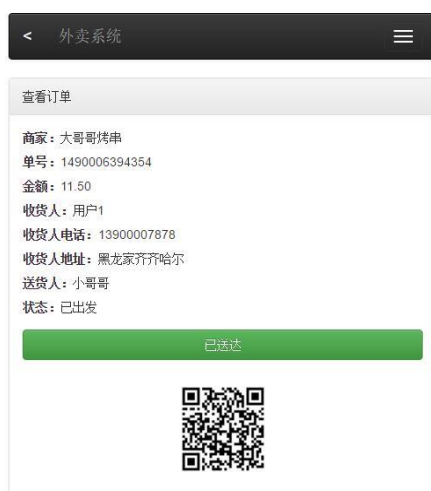 < 外卖系统
查看订单
商家：大哥哥烤串
单号：1490006394354
金额：11.50
收货人：用户1
收货人电话：13900007878
收货人地址：黑龙家齐齐哈尔
送货人：小哥哥
状态：已出发
已送达